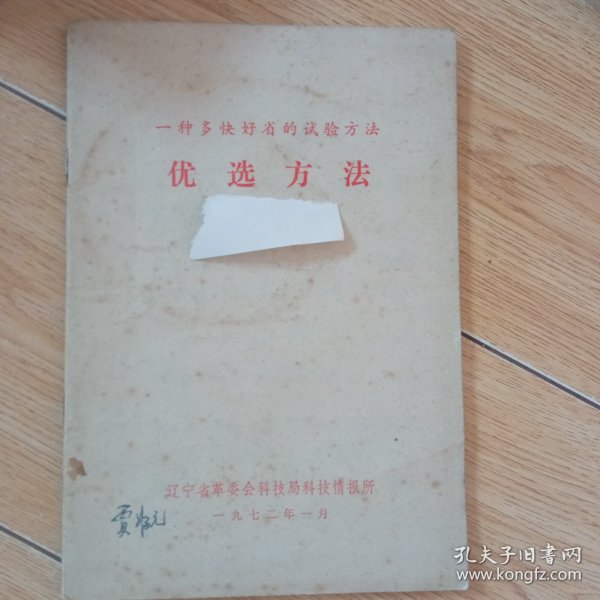 一种多快好省的试验方法
优选方法
辽宁省革委会科技局科技情报所
一九七二年一月
贾
孔夫子旧书网
www.kongfz.com